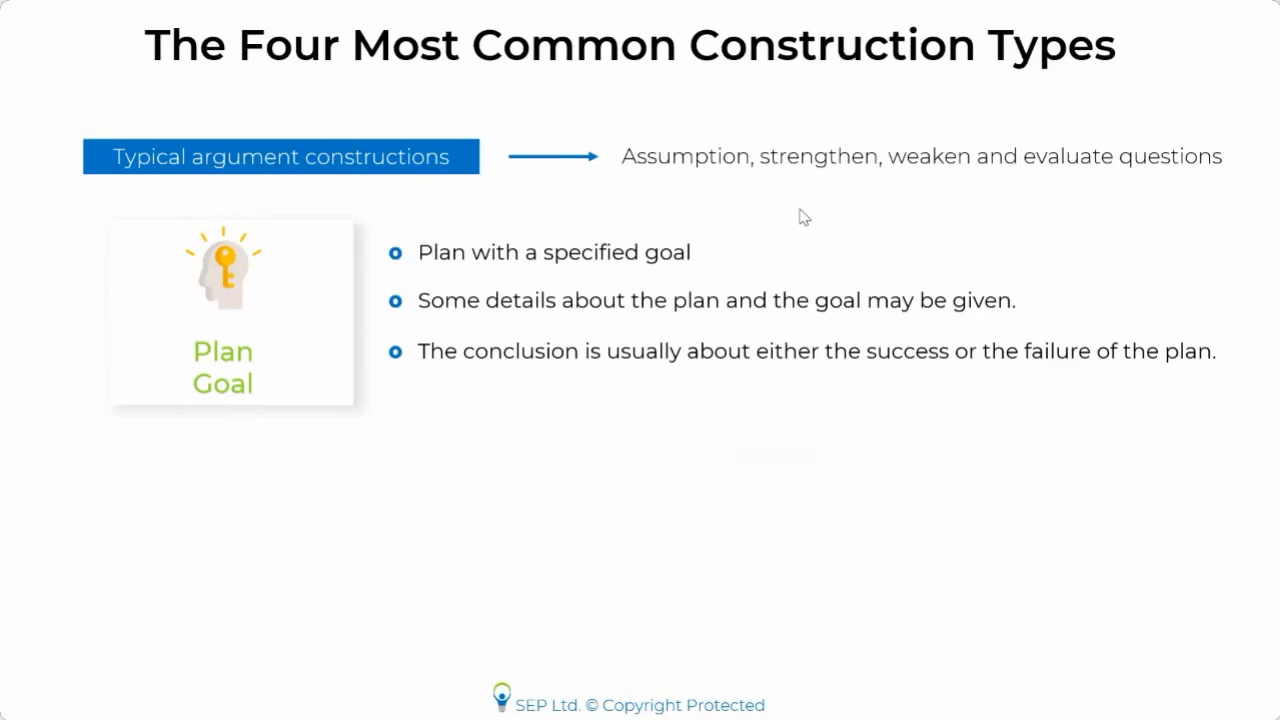 The Four Most Common Construction Types
Typical argument constructions
Assumption, strengthen, weaken and evaluate questions
Plan
Goal
Plan with a specified goal
Some details about the plan and the goal may be given.
The conclusion is usually about either the success or the failure of the plan.
SEP Ltd. © Copyright Protected